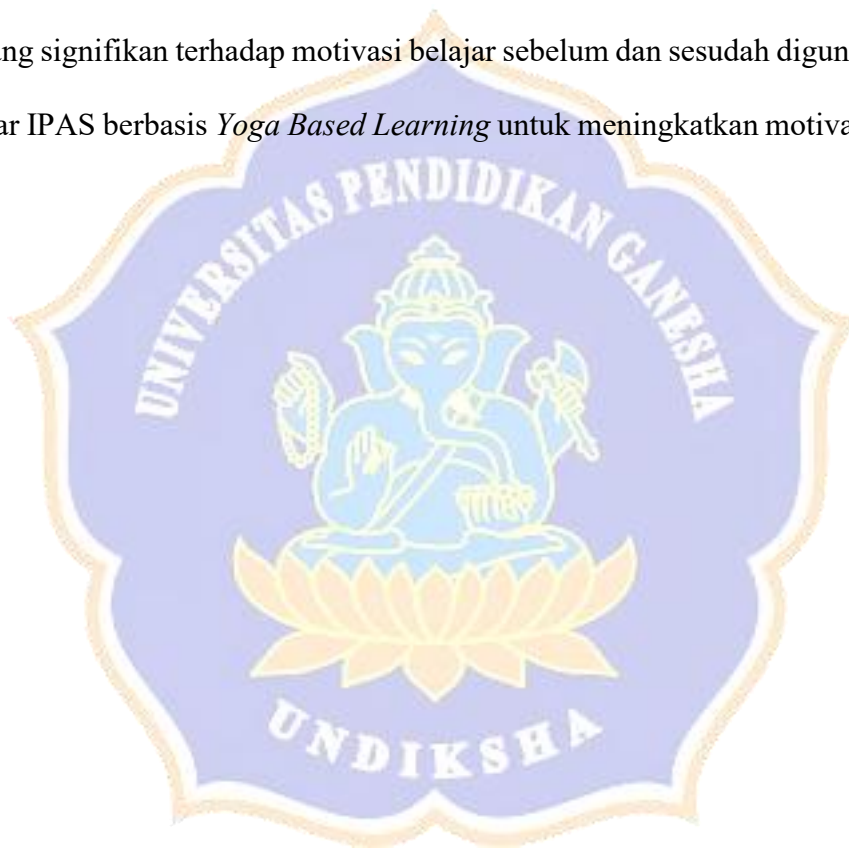 ang signifikan terhadap motivasi belajar sebelum dan sesudah digun
ar IPAS berbasis Yoga Based Learning untuk meningkatkan motiva
UNIVERSITAS PENDIDIKAN GANESHA
UNDIKSHA